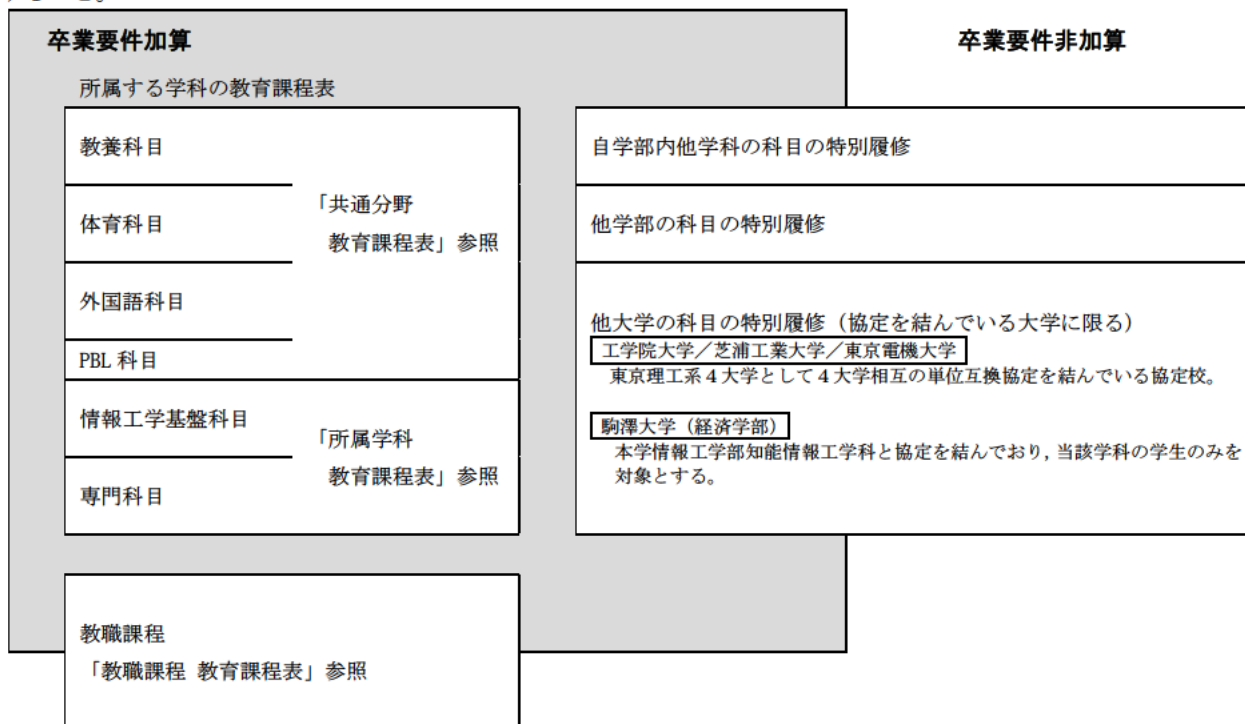 卒業要件加算
卒業要件非加算
所属する学科の教育課程表
教養科目
体育科目
外国語科目
PBL 科目
「共通分野
教育課程表」参照
情報工学基盤科目
専門科目
「所属学科
教育課程表」参照
教職課程
「教職課程 教育課程表」参照
自学部内他学科の科目の特別履修
他学部の科目の特別履修
他大学の科目の特別履修（協定を結んでいる大学に限る）
工学院大学／芝浦工業大学／東京電機大学
東京理工系４大学として４大学相互の単位互換協定を結んでいる協定校。
駒澤大学（経済学部）
本学情報工学部知能情報工学科と協定を結んでおり，当該学科の学生のみを
対象とする。